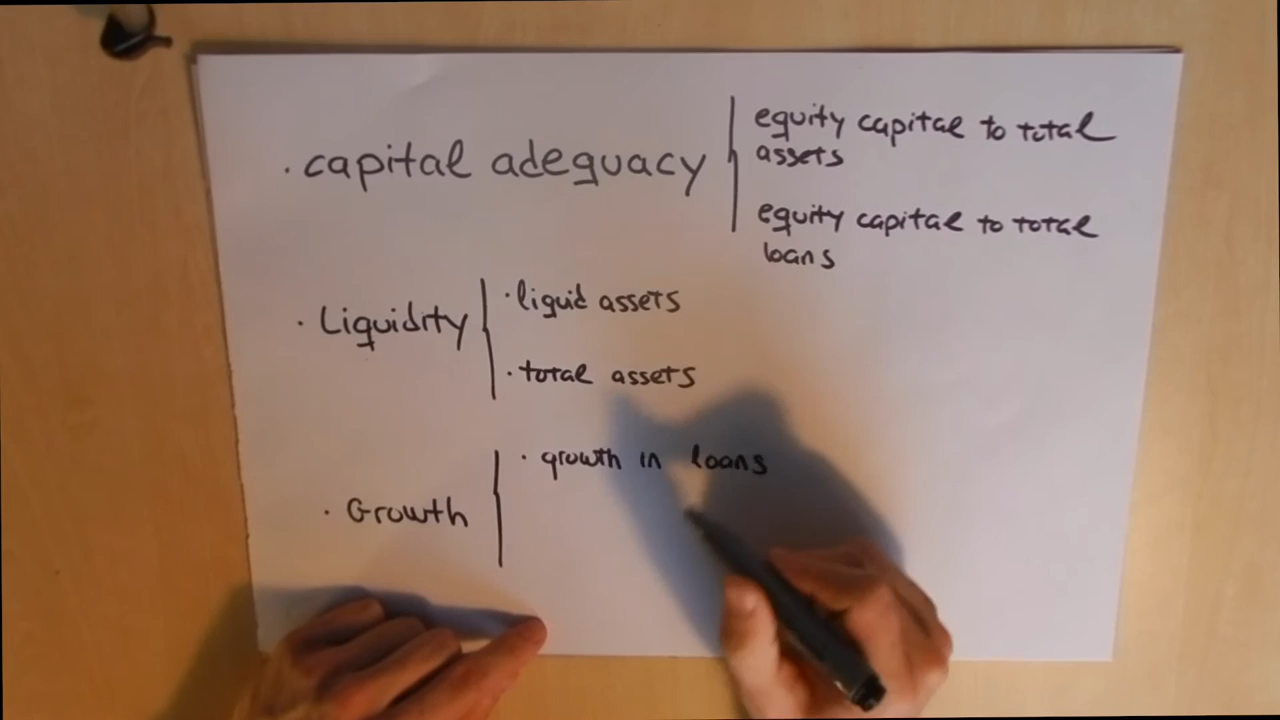 · capital adequacy
equity capital to total
assets
equity capital to total
loans
· Liquidity
· liquid assets
· total assets
· Growth
· growth in loans